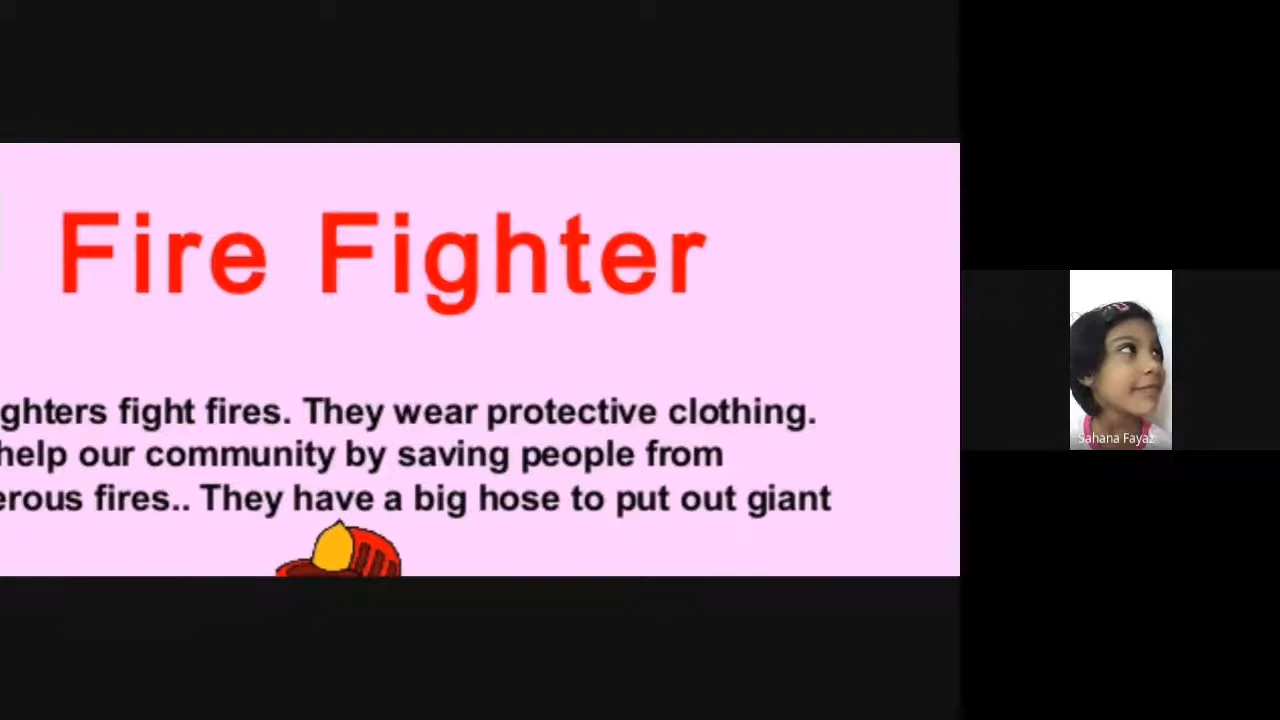 Fire Fighter
ghters fight fires. They wear protective clothing.
help our community by saving people from
erous fires.. They have a big hose to put out giant
Sahana Fayaz